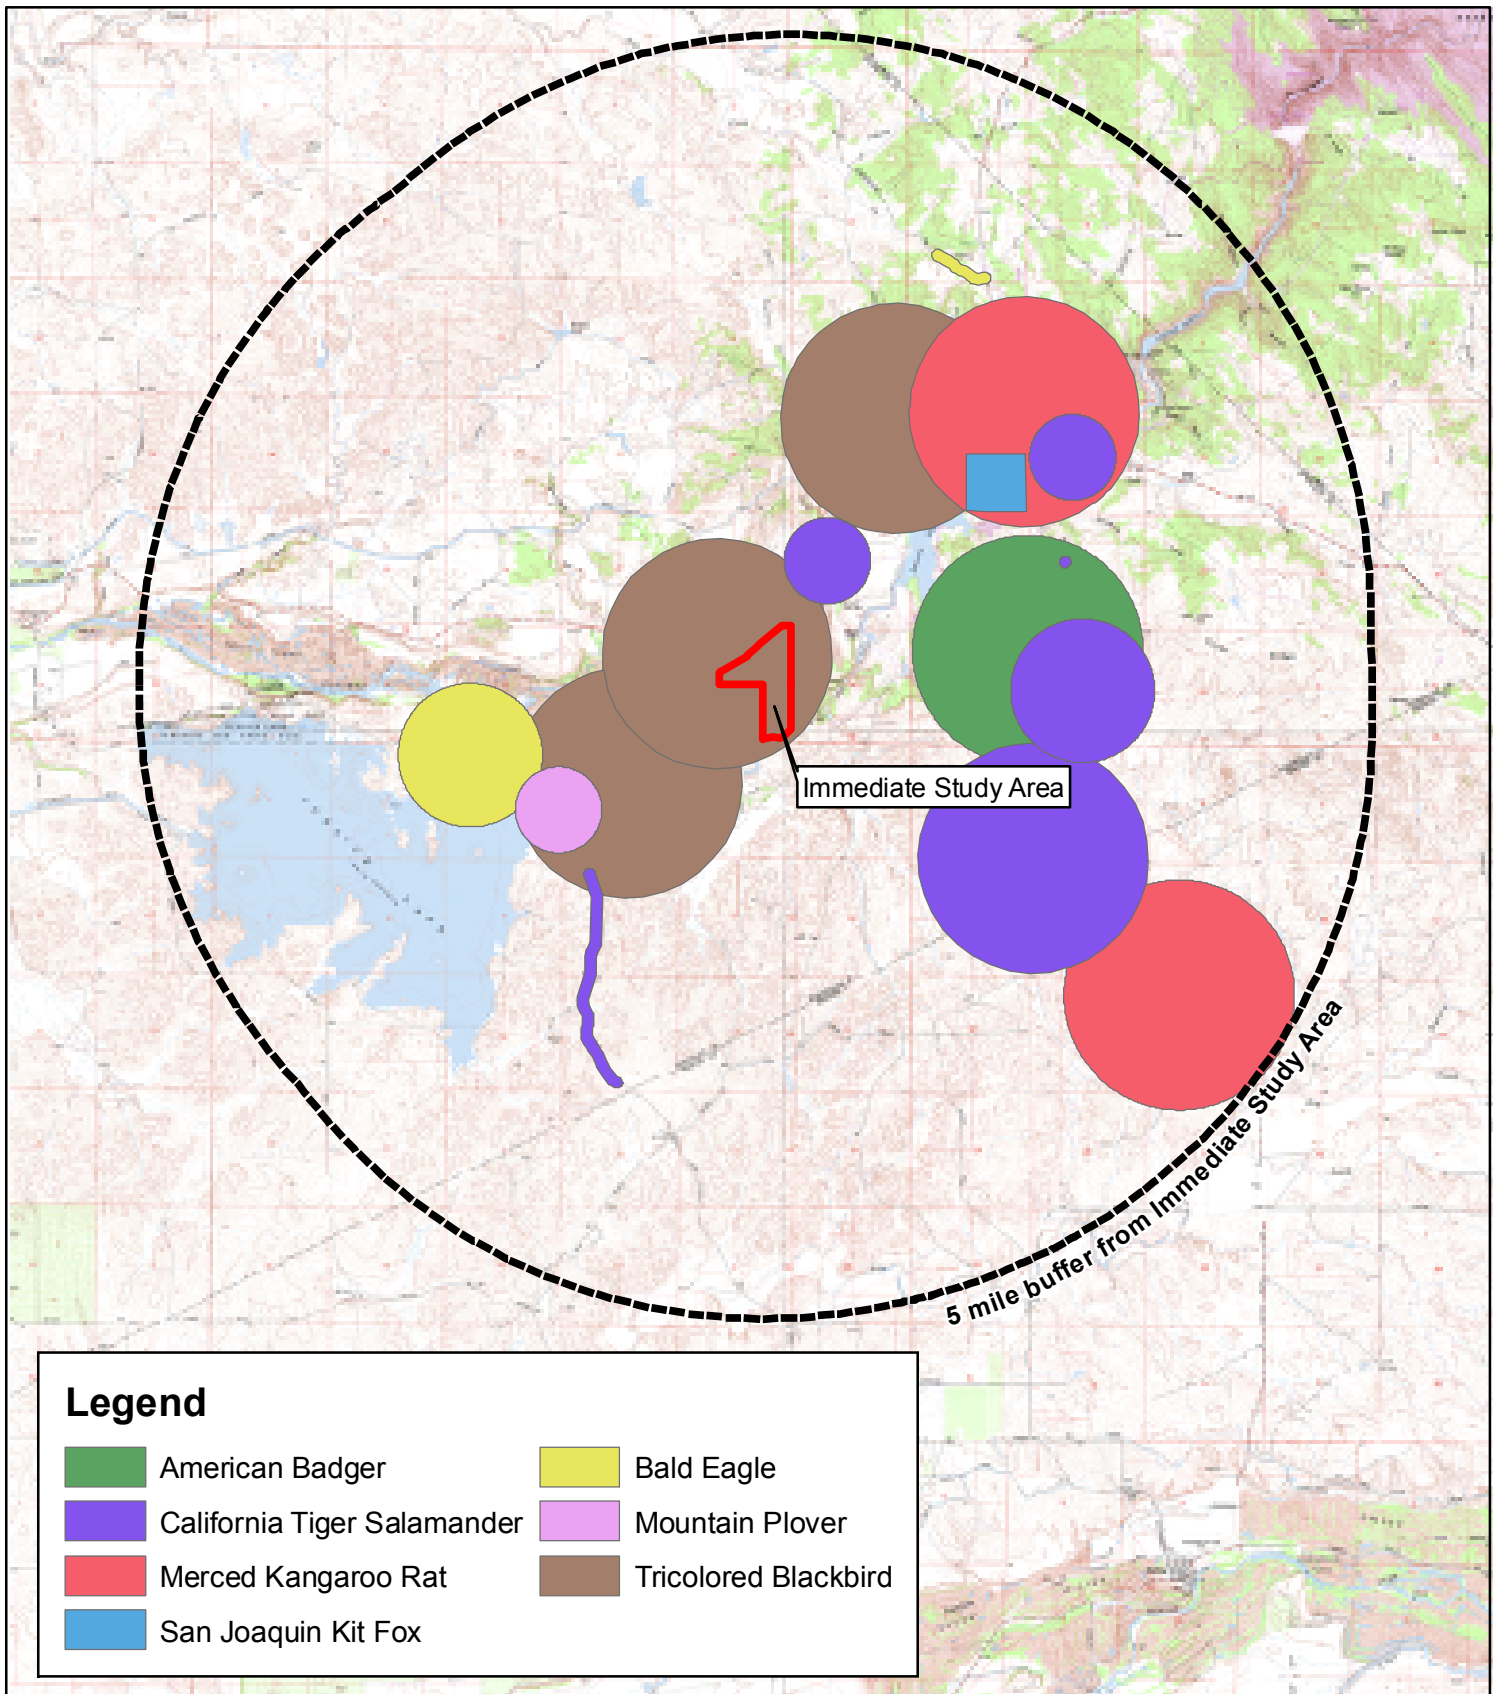 Immediate Study Area
5 mile buffer from Immediate Study Area
Legend
American Badger
California Tiger Salamander
Merced Kangaroo Rat
San Joaquin Kit Fox
Bald Eagle
Mountain Plover
Tricolored Blackbird